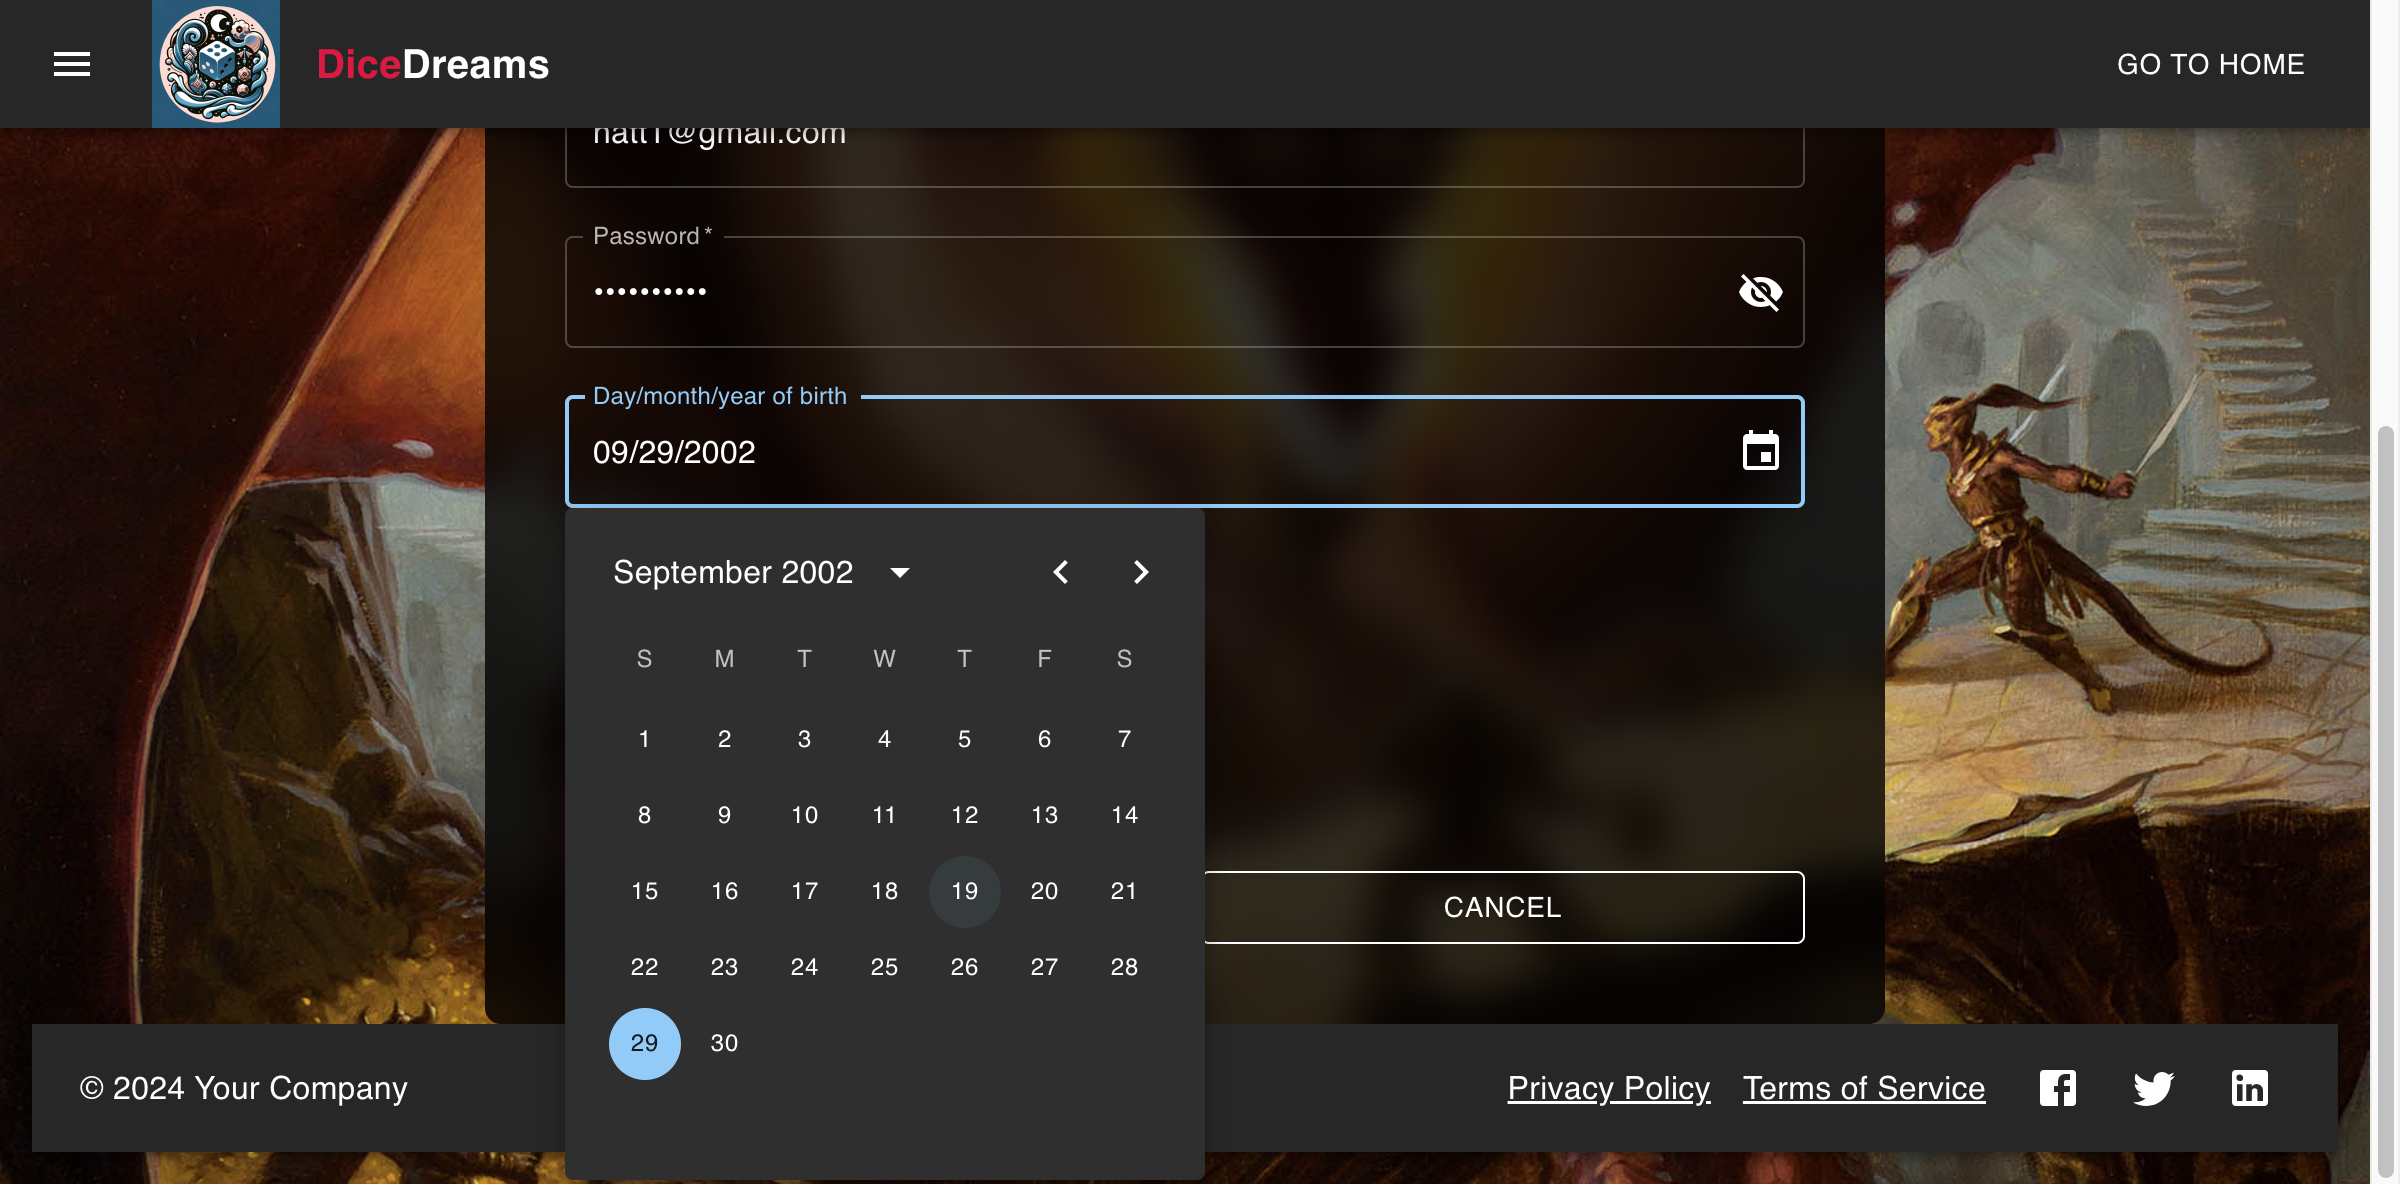 DiceDreams
GO TO HOME
natt1@gmail.com
Password *
••••••••••
Day/month/year of birth
09/29/2002
September 2002
S M T W T F S
1 2 3 4 5 6 7
8 9 10 11 12 13 14
15 16 17 18 19 20 21
22 23 24 25 26 27 28
29 30
CANCEL
© 2024 Your Company
Privacy Policy Terms of Service